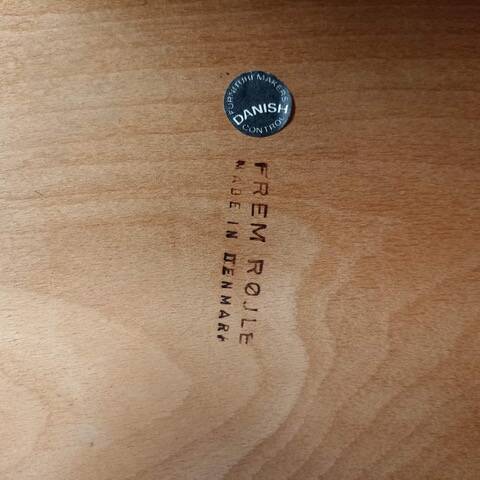 FURNITURE MAKERS
DANISH
CONTROL
FREM RØJLE
MADE IN DENMARK